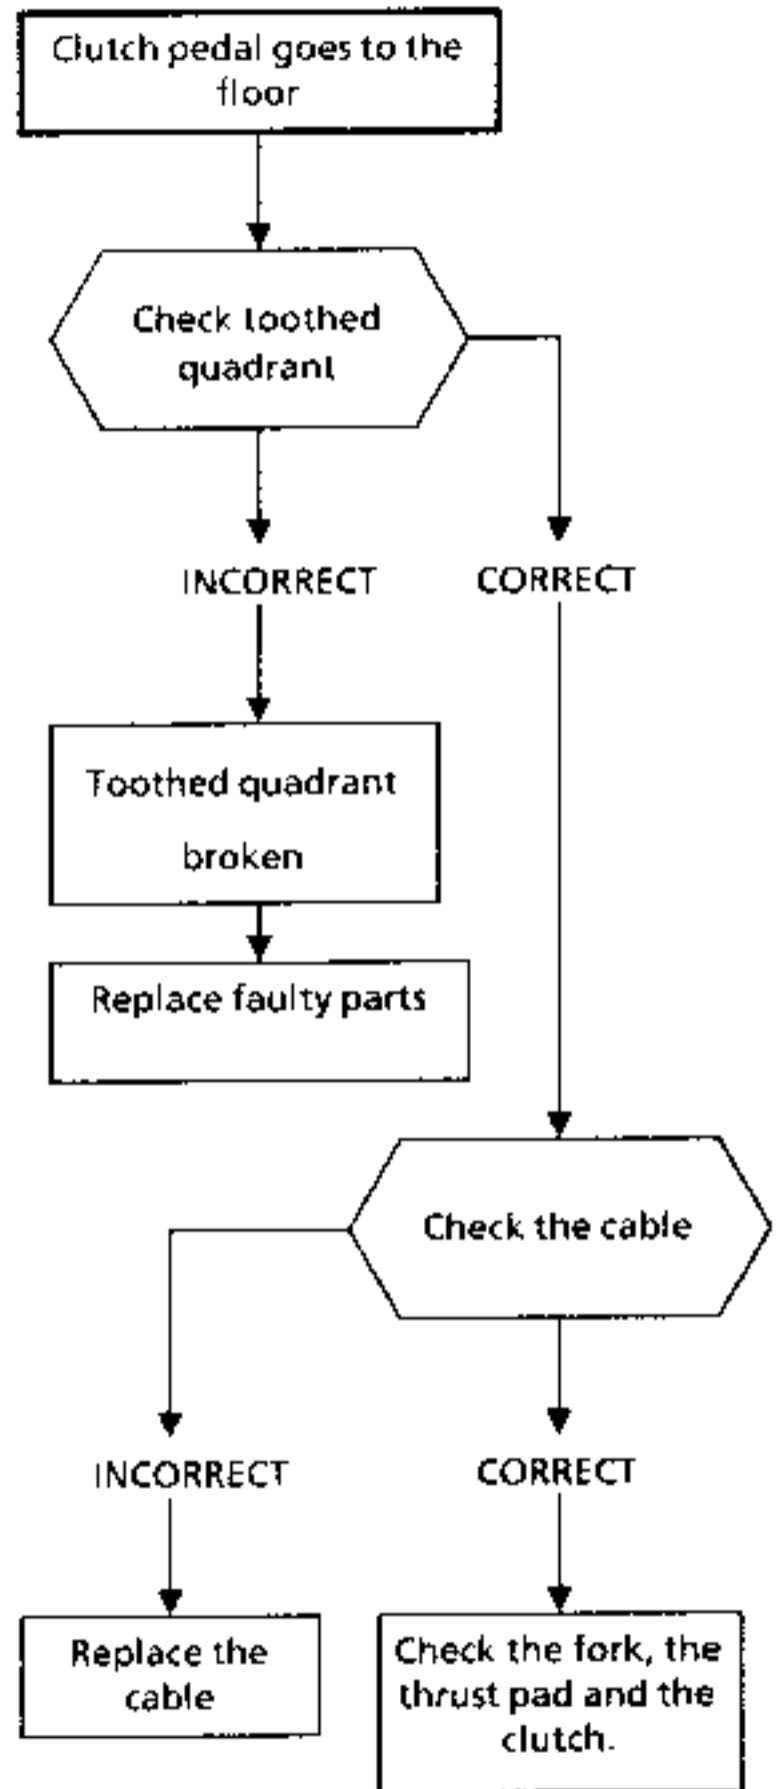 Clutch pedal goes to the
floor
Check toothed
quadrant
INCORRECT
CORRECT
Toothed quadrant
broken
Replace faulty parts
Check the cable
INCORRECT
CORRECT
Replace the
cable
Check the fork, the
thrust pad and the
clutch.